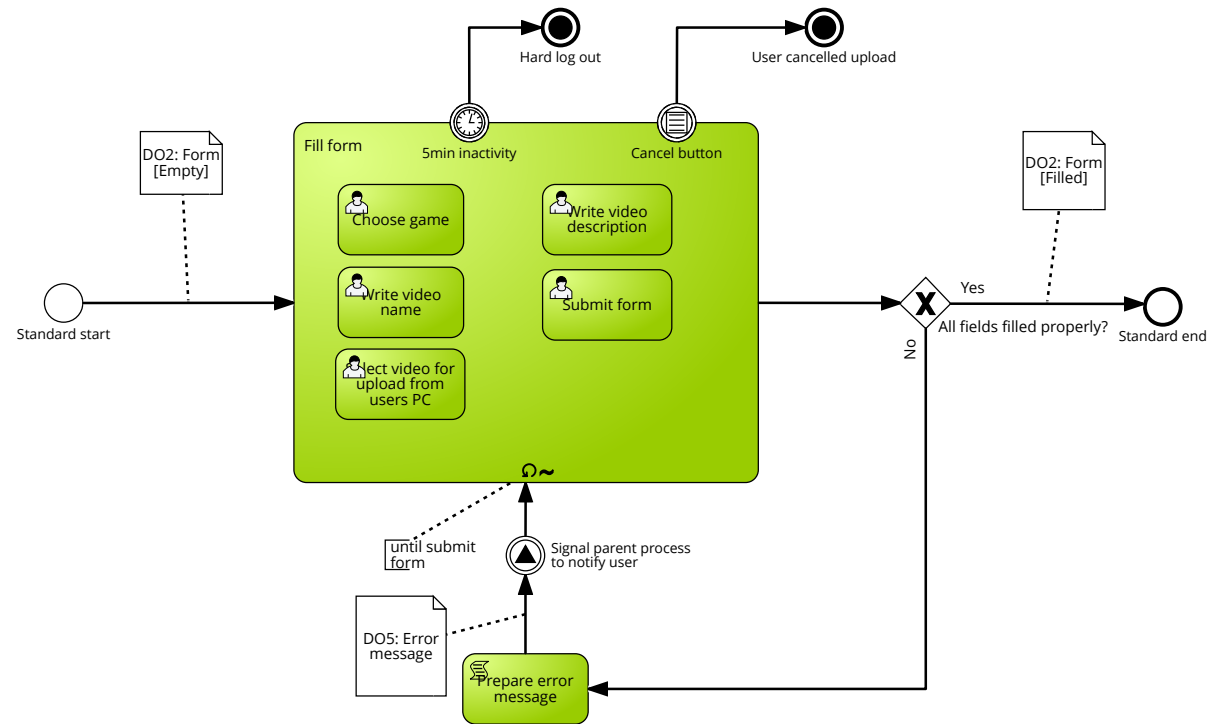 Hard log out
User cancelled upload
DO2: Form
[Empty]
Fill form
5min inactivity
Cancel button
DO2: Form
[Filled]
Choose game
Write video
description
Write video
name
Submit form
lect video for
upload from
users PC
Standard start
Yes
All fields filled properly?
No
Standard end
until submit
form
Signal parent process
to notify user
DO5: Error
message
Prepare error
message